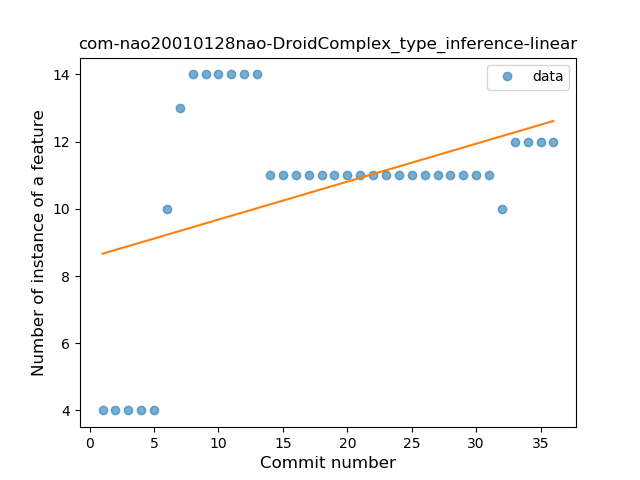 com-nao20010128nao-DroidComplex_type_inference-linear
data
Number of instance of a feature
14
12
10
8
6
4
0 5 10 15 20 25 30 35
Commit number